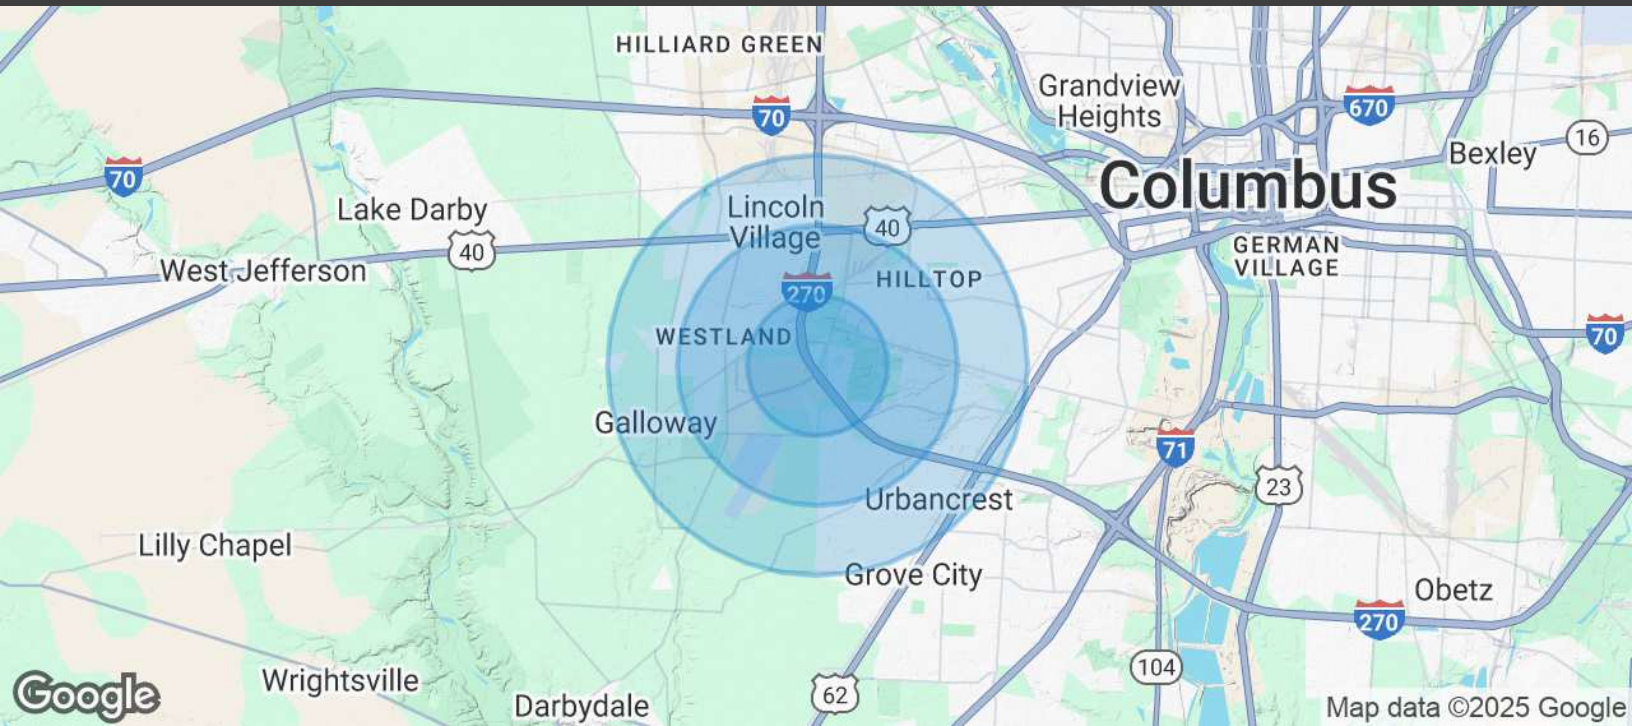 HILLIARD GREEN
Grandview
Heights
70
670
16
Bexley
70
Columbus
Lake Darby
Lincoln
Village
40
40
GERMAN
VILLAGE
West Jefferson
HILLTOP
270
WESTLAND
70
Galloway
71
23
Urbancrest
Lilly Chapel
Grove City
Obetz
270
Wrightsville
104
62
Darbydale
Google
Map data ©2025 Google